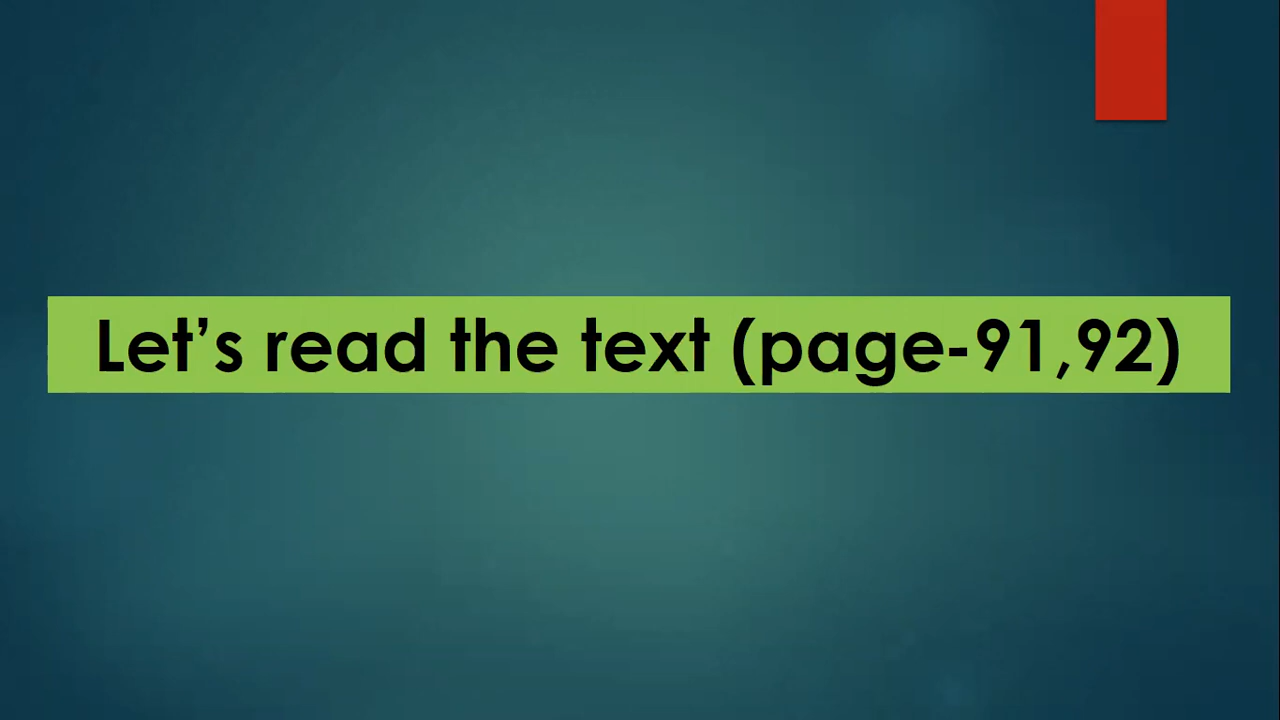 Let’s read the text (page-91,92)